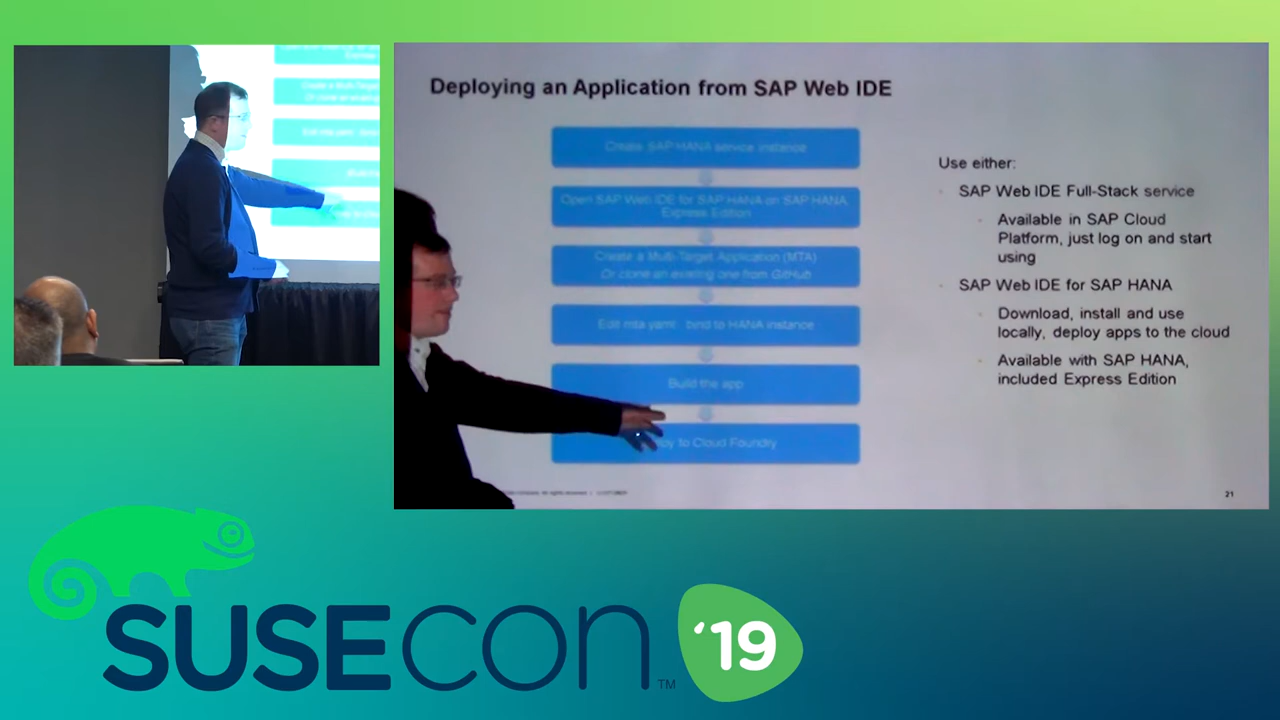 Deploying an Application from SAP Web IDE
Create SAP HANA service instance
Open SAP Web IDE for SAP HANA on SAP HANA,
Express Edition
Create a Multi-Target Application (MTA)
Or clone an existing one from GitHub
Edit mta.yaml: bind to HANA instance
Build the app
to Cloud Foundry
Use either:
SAP Web IDE Full-Stack service
Available in SAP Cloud
Platform, just log on and start
using
SAP Web IDE for SAP HANA
Download, install and use
locally, deploy apps to the cloud
Available with SAP HANA,
included Express Edition
21
SUSECON
TM
'19